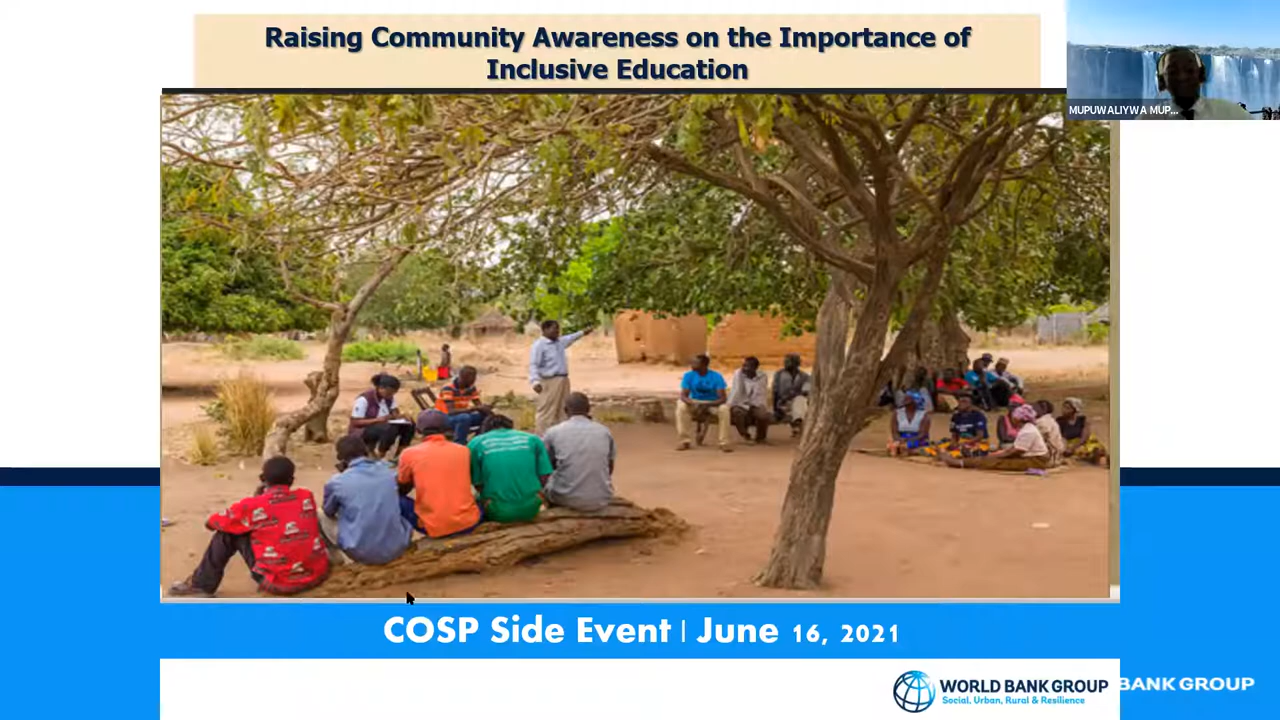 Raising Community Awareness on the Importance of
Inclusive Education
MUPUWALIYWA MUP...
COSP Side Event | June 16, 2021
WORLD BANK GROUP
Social, Urban, Rural & Resilience
BANK GROUP